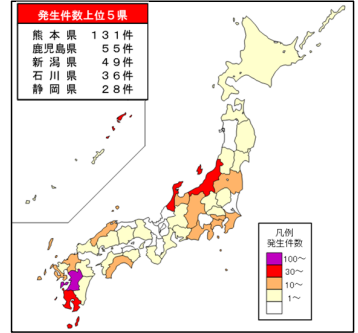 発生件数上位5県
熊本県 131件
鹿児島県 55件
新潟県 49件
石川県 36件
静岡県 28件
凡例
発生件数
100～
30～
10～
1～